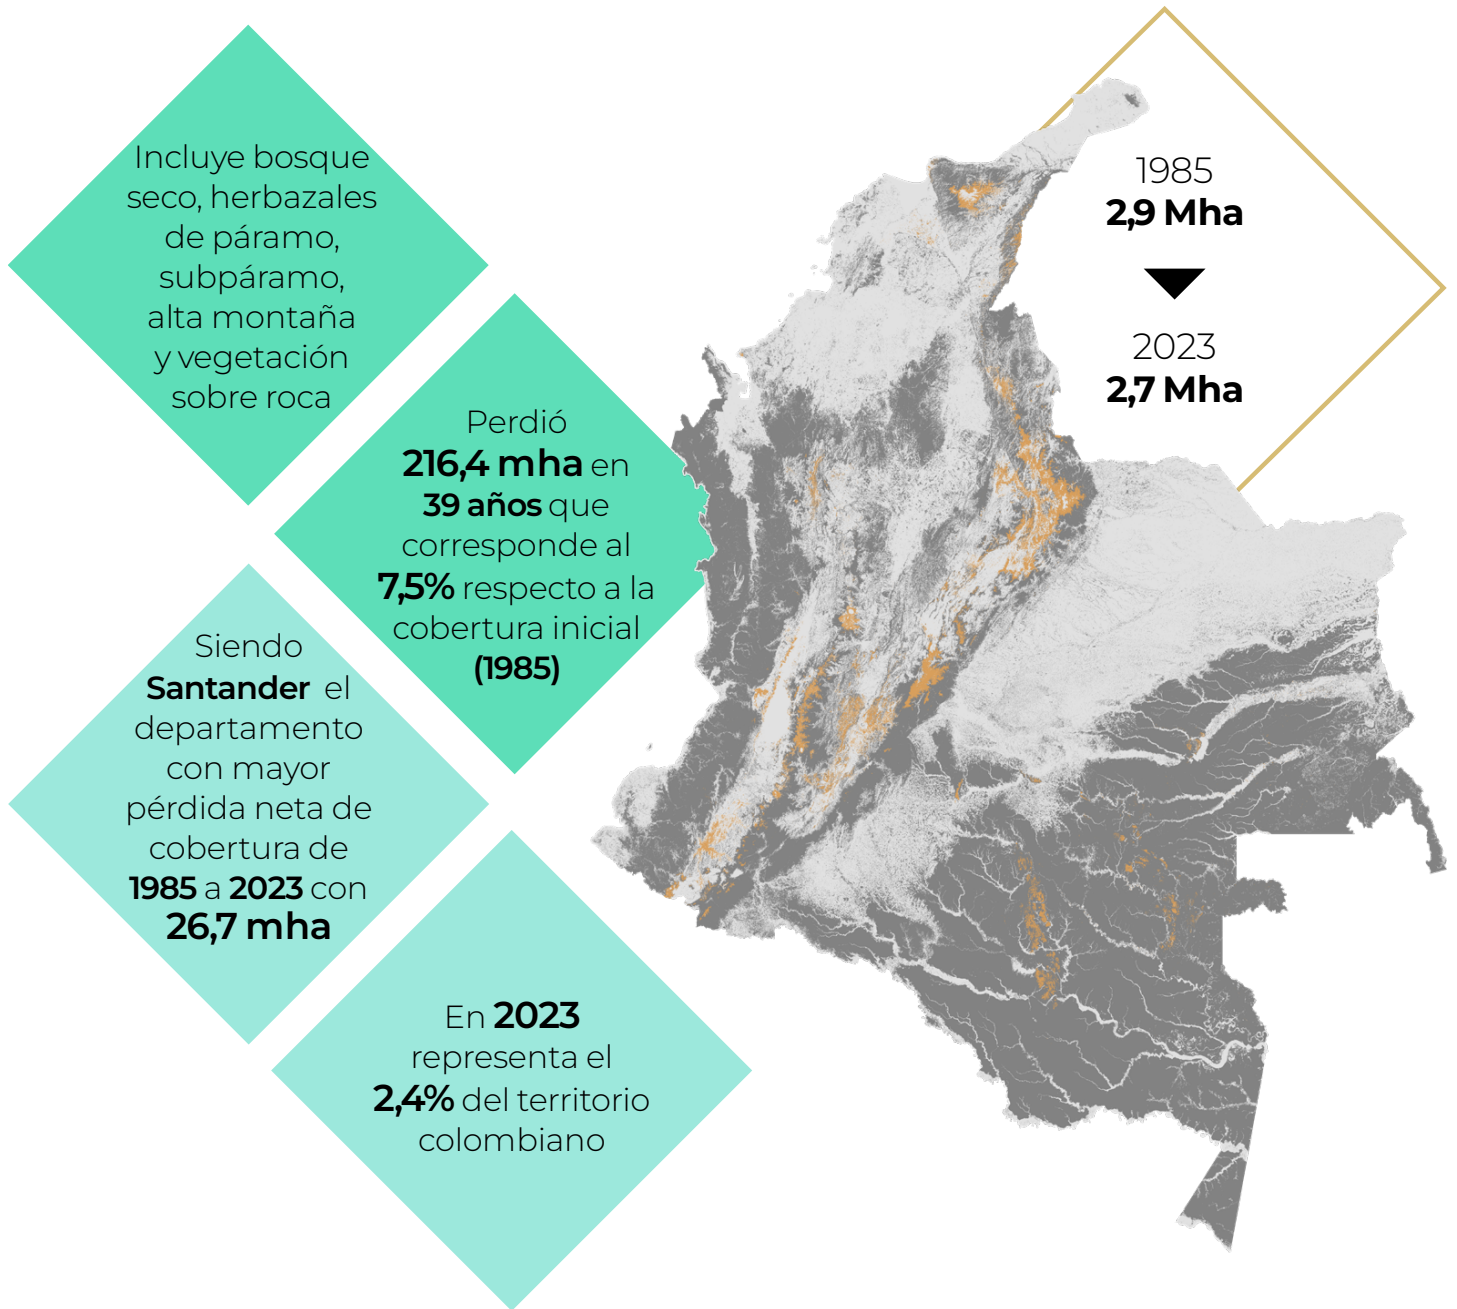 Incluye bosque
seco, herbazales
de páramo,
subpáramo,
alta montaña
y vegetación
sobre roca
Perdió
216,4 mha en
39 años que
corresponde al
7,5% respecto a la
cobertura inicial
(1985)
Siendo
Santander el
departamento
con mayor
pérdida neta de
cobertura de
1985 a 2023 con
26,7 mha
En 2023
representa el
2,4% del territorio
colombiano
1985
2,9 Mha
2023
2,7 Mha